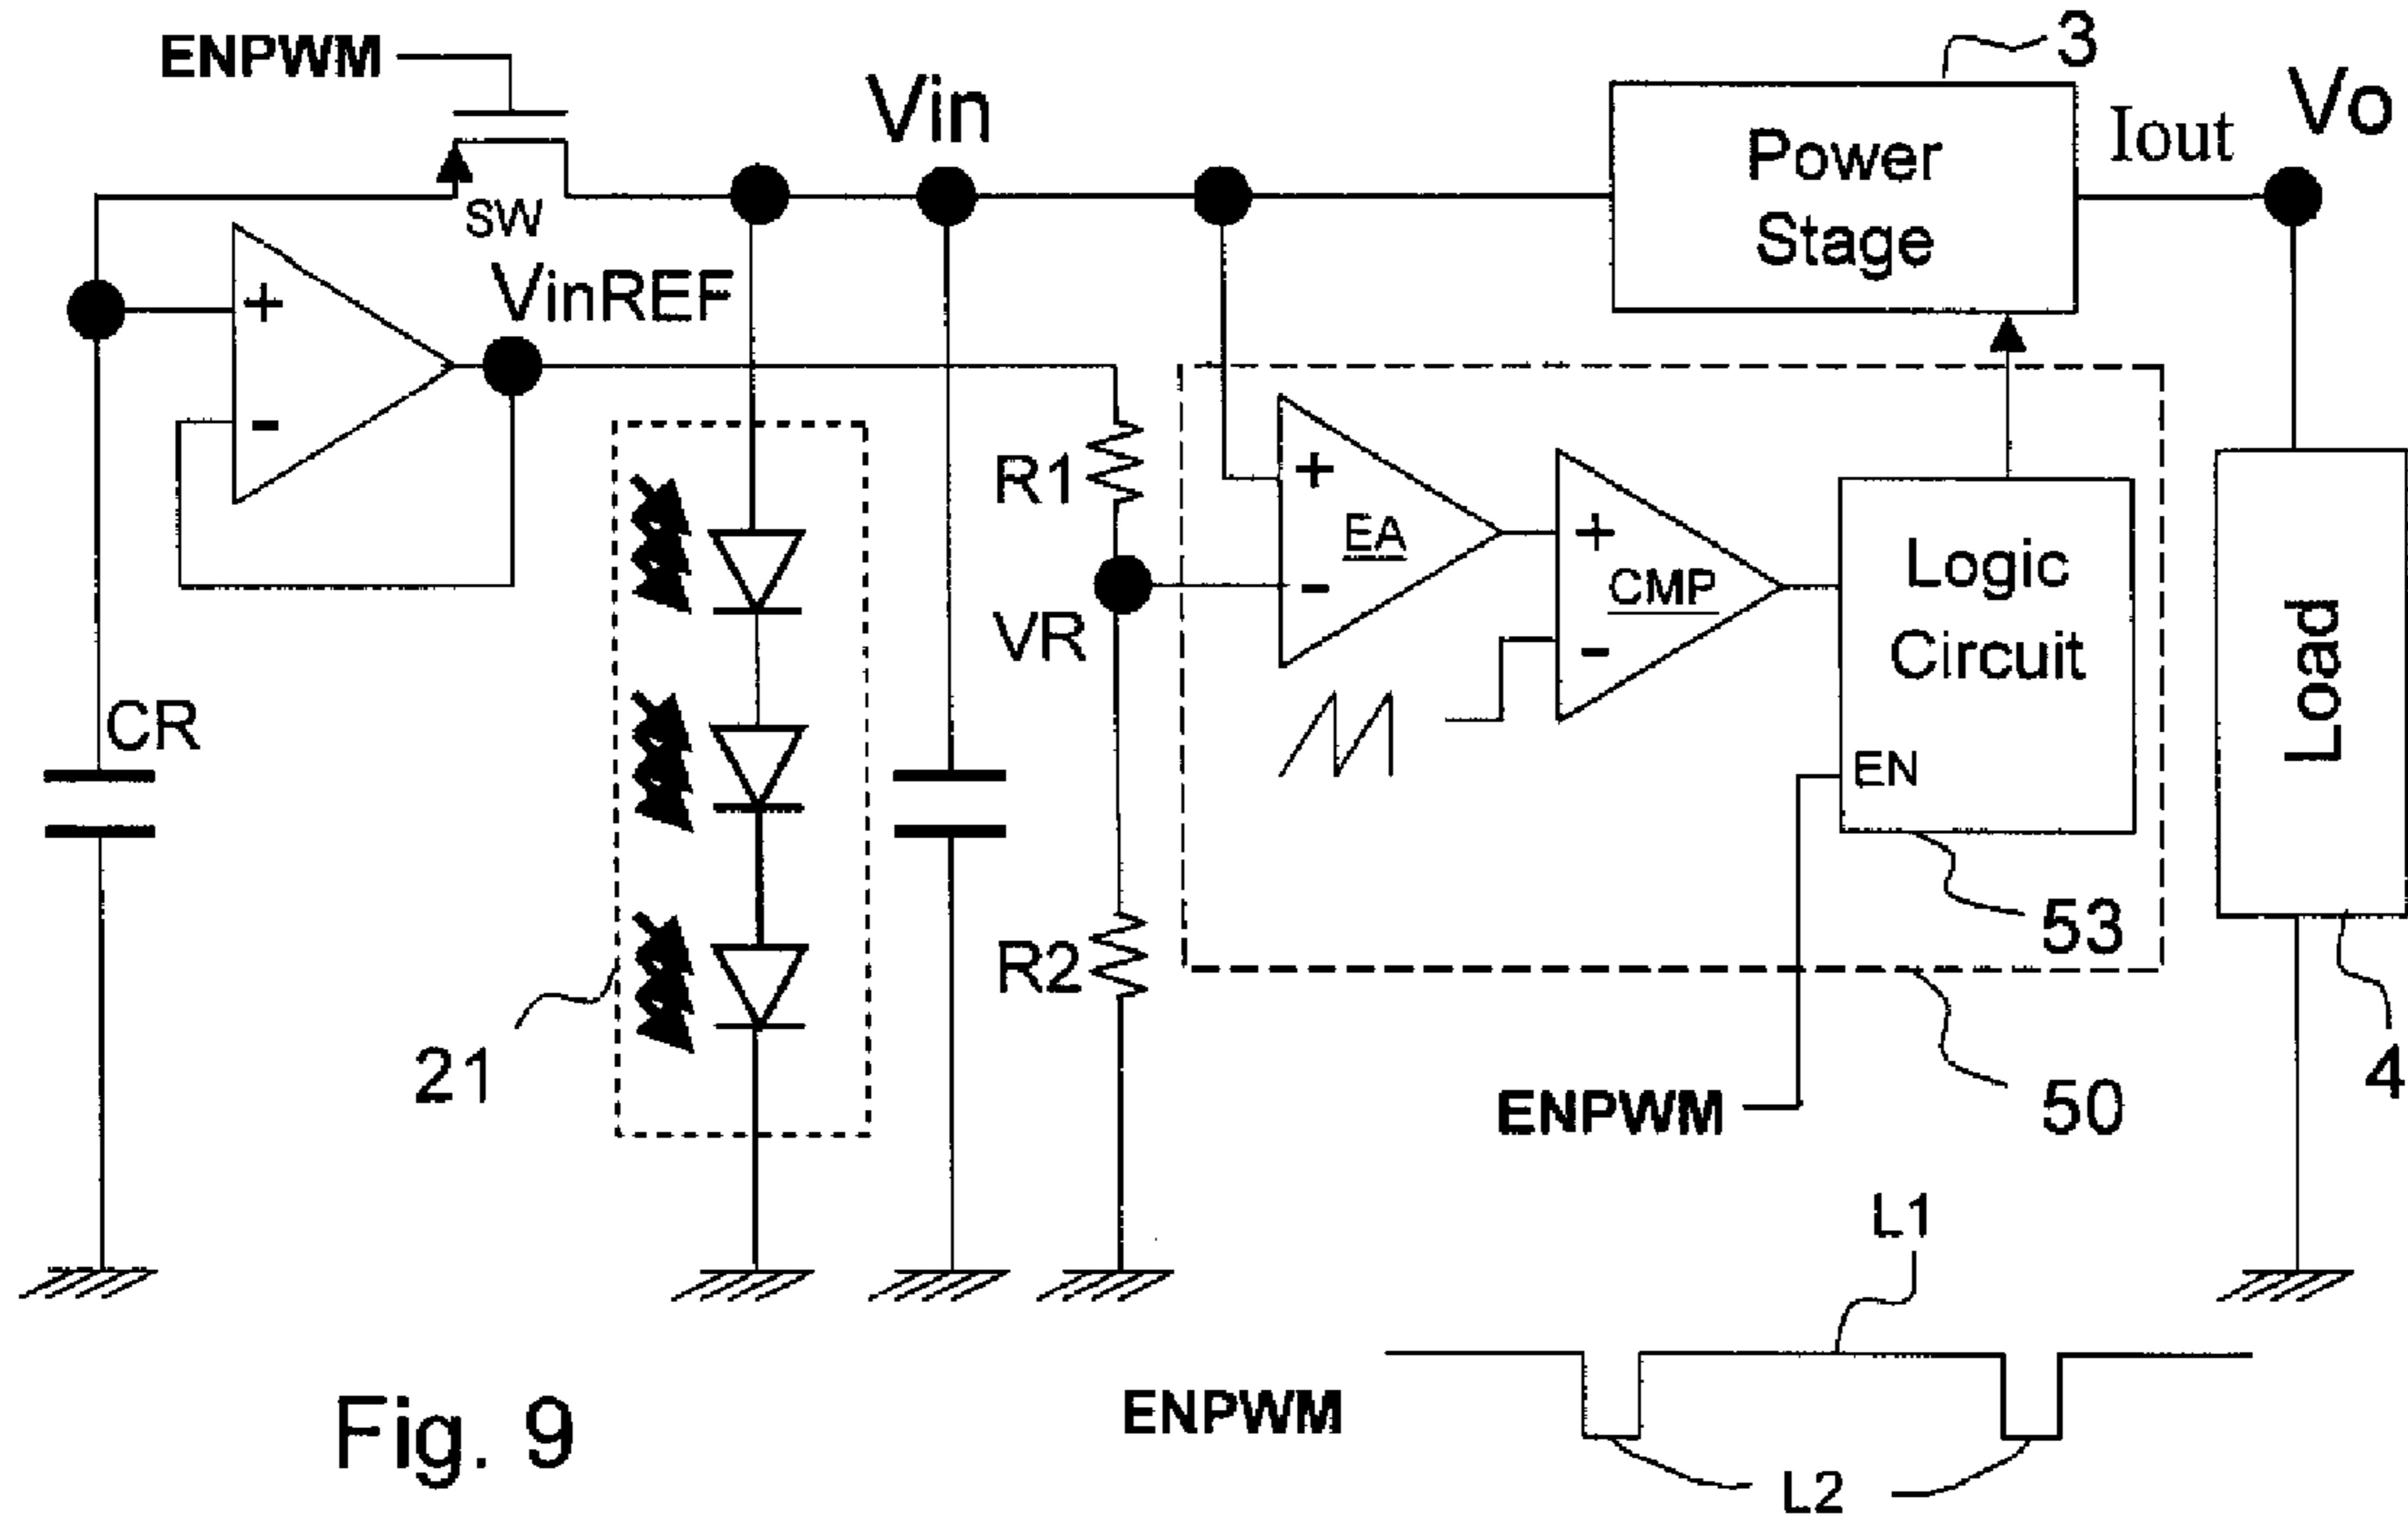 3
ENPWM
Vin
Vo
Iout
Power
Stage
SW
+
VinREF
-
R1
+
EA
-
VR
+
CMP
-
Logic
Circuit
EN
Load
CR
53
R2
21
4
50
ENPWM
L1
ENPWM
L2
Fig. 9